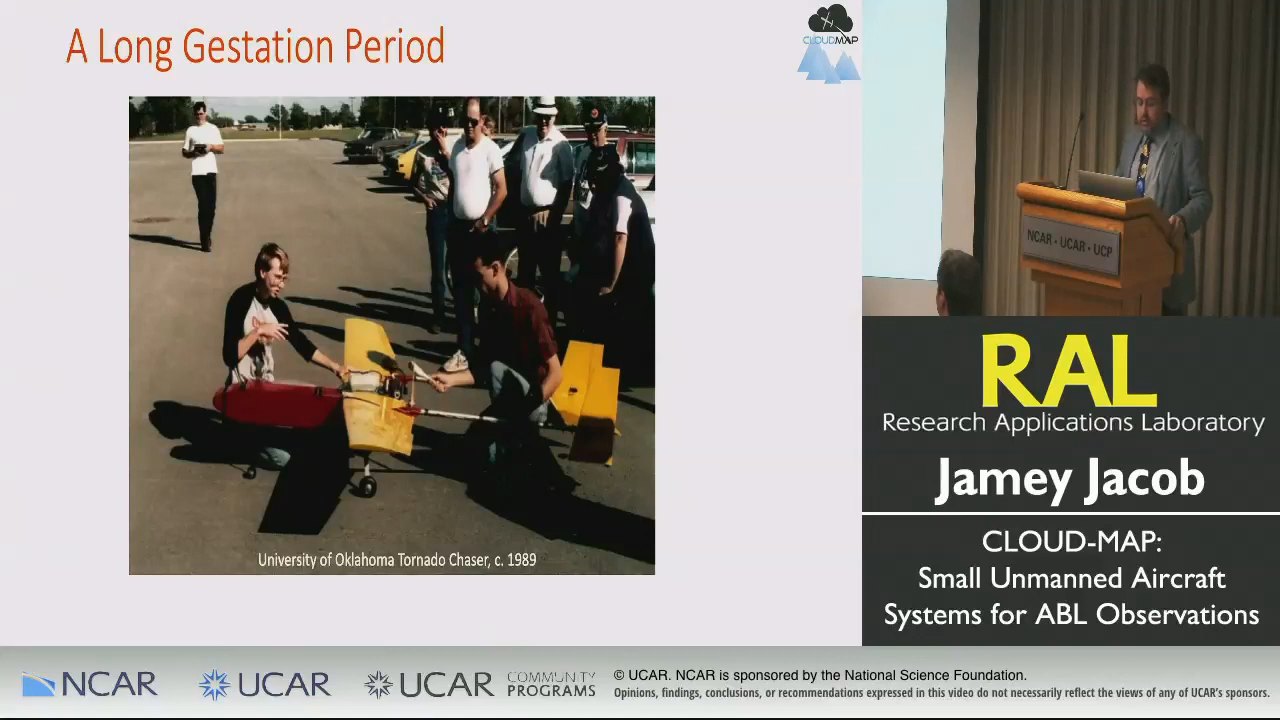 A Long Gestation Period
CLOUDMAP
University of Oklahoma Tornado Chaser, c. 1989
NCAR • UCAR • UCP
RAL
Research Applications Laboratory
Jamey Jacob
CLOUD-MAP:
Small Unmanned Aircraft
Systems for ABL Observations
NCAR
UCAR
UCAR
COMMUNITY
PROGRAMS
© UCAR. NCAR is sponsored by the National Science Foundation.
Opinions, findings, conclusions, or recommendations expressed in this video do not necessarily reflect the views of any of UCAR's sponsors.